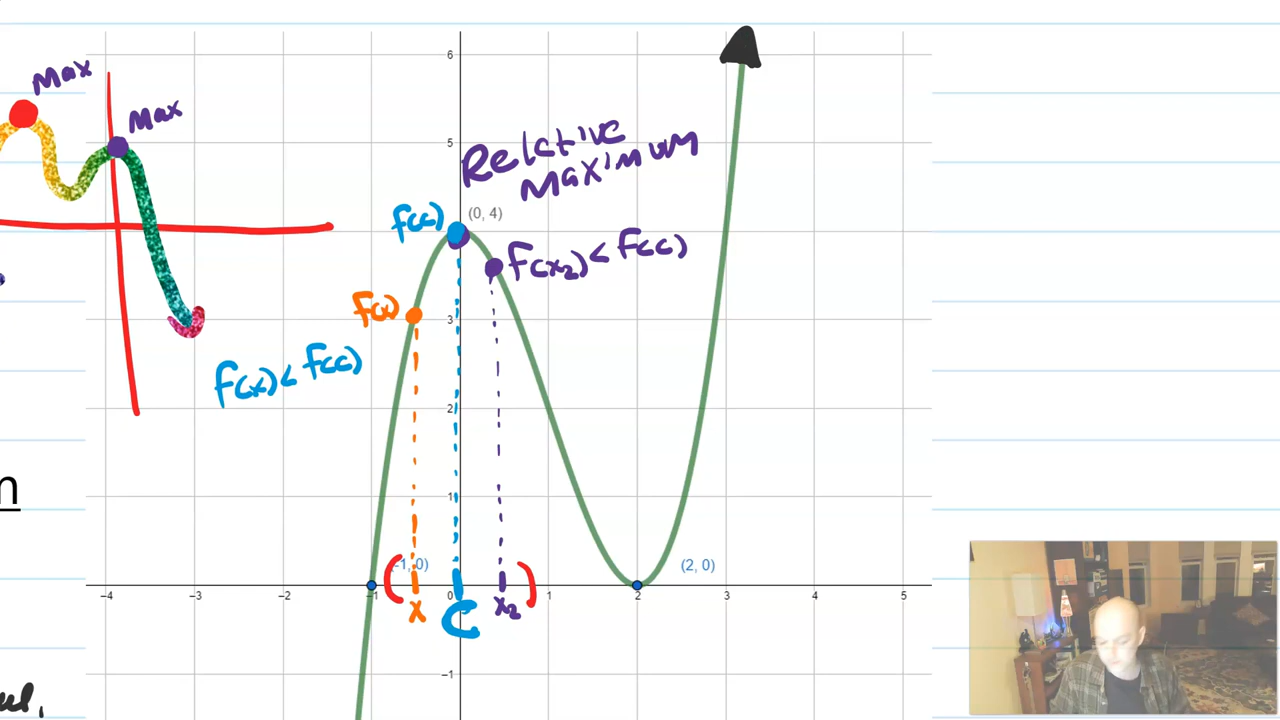 Max
Max
Relative
Maximum
(0, 4)
f(c)
f(x₂) < f(c)
f(x)
f(x) < f(c)
6
5
3
2
1
(-1, 0)
(2, 0)
−4
−3
−2
−1
0
1
2
3
4
5
x
c
x₂
−1
n